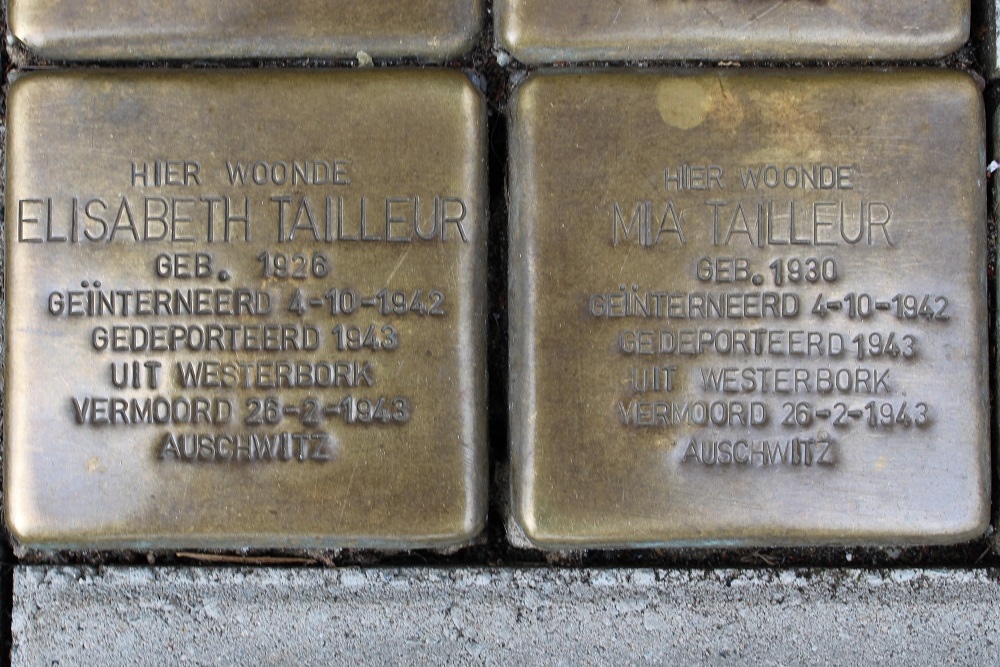 HIER WOONDE
ELISABETH TAILLEUR
GEB. 1926
GEÏNTERNEERD 4-10-1942
GEDEPORTEERD 1943
UIT WESTERBORK
VERMOORD 26-2-1943
AUSCHWITZ
HIER WOONDE
MIA TAILLEUR
GEB. 1930
GEÏNTERNEERD 4-10-1942
GEDEPORTEERD 1943
UIT WESTERBORK
VERMOORD 26-2-1943
AUSCHWITZ